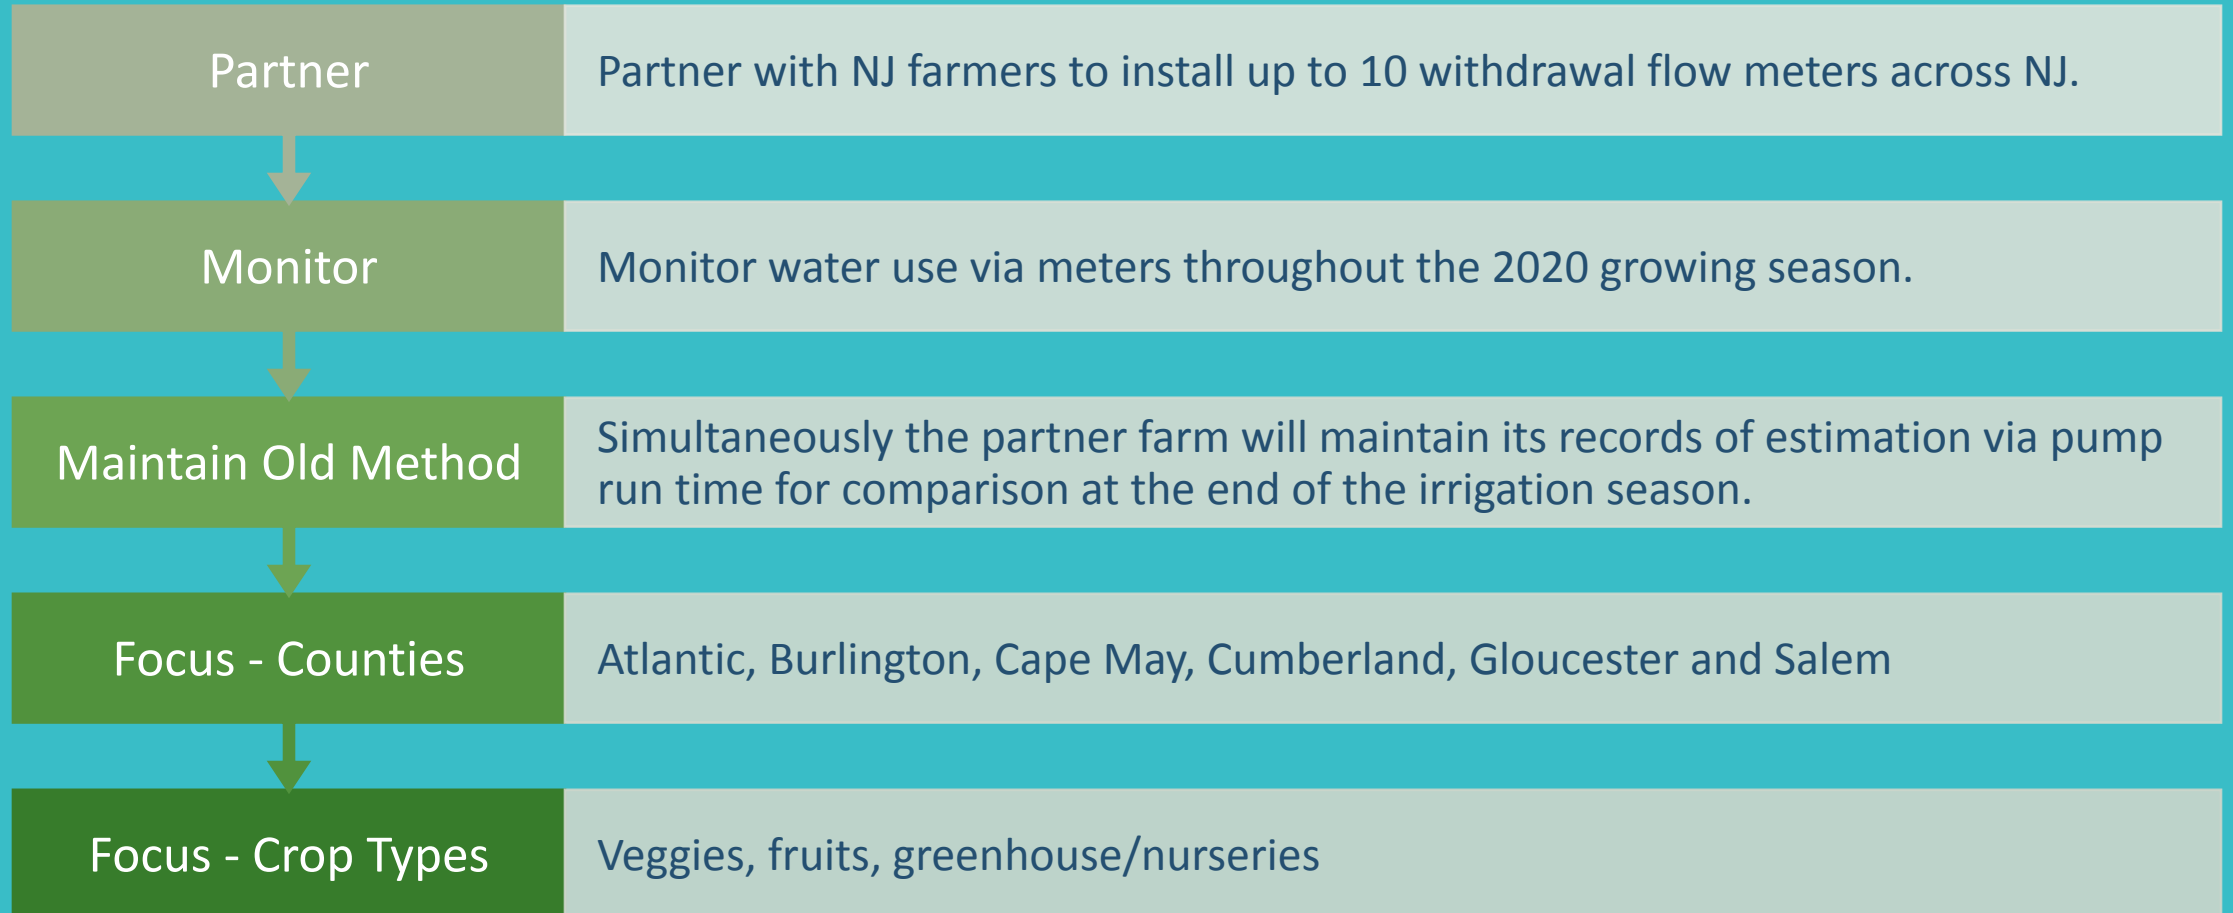 Partner
Partner with NJ farmers to install up to 10 withdrawal flow meters across NJ.
Monitor
Monitor water use via meters throughout the 2020 growing season.
Maintain Old Method
Simultaneously the partner farm will maintain its records of estimation via pump
run time for comparison at the end of the irrigation season.
Focus - Counties
Atlantic, Burlington, Cape May, Cumberland, Gloucester and Salem
Focus - Crop Types
Veggies, fruits, greenhouse/nurseries